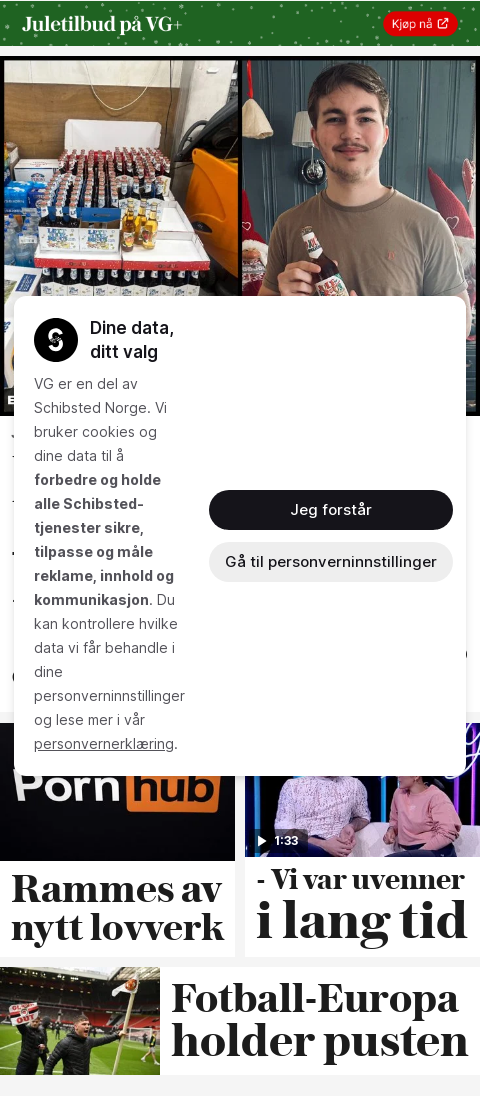 Juletilbud på VG+
Kjøp nå
Dine data,
ditt valg
VG er en del av
Schibsted Norge. Vi
bruker cookies og
dine data til å
forbedre og holde
alle Schibsted-
tjenester sikre,
tilpasse og måle
reklame, innhold og
kommunikasjon. Du
kan kontrollere hvilke
data vi får behandle i
dine
personverninnstillinger
og lese mer i vår
personvernerklæring.
Jeg forstår
Gå til personverninnstillinger
Porn hub
1:33
Rammes av
nytt lovverk
- Vi var uvenner
i lang tid
Fotball-Europa
holder pusten